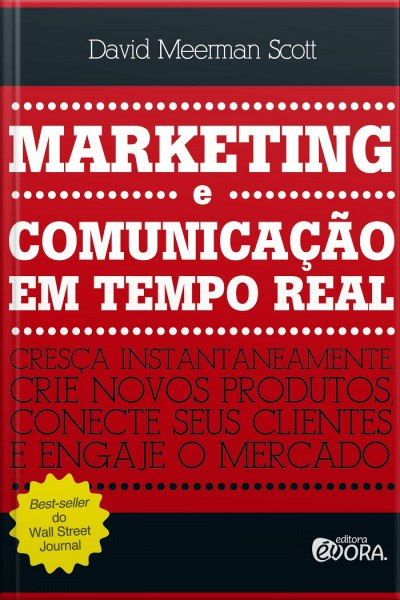 David Meerman Scott
MARKETING
e
COMUNICAÇÃO
EM TEMPO REAL
CRESÇA INSTANTANEAMENTE,
CRIE NOVOS PRODUTOS,
CONECTE SEUS CLIENTES
E ENGAJE O MERCADO
Best-seller
do
Wall Street
Journal
editora
évORA.